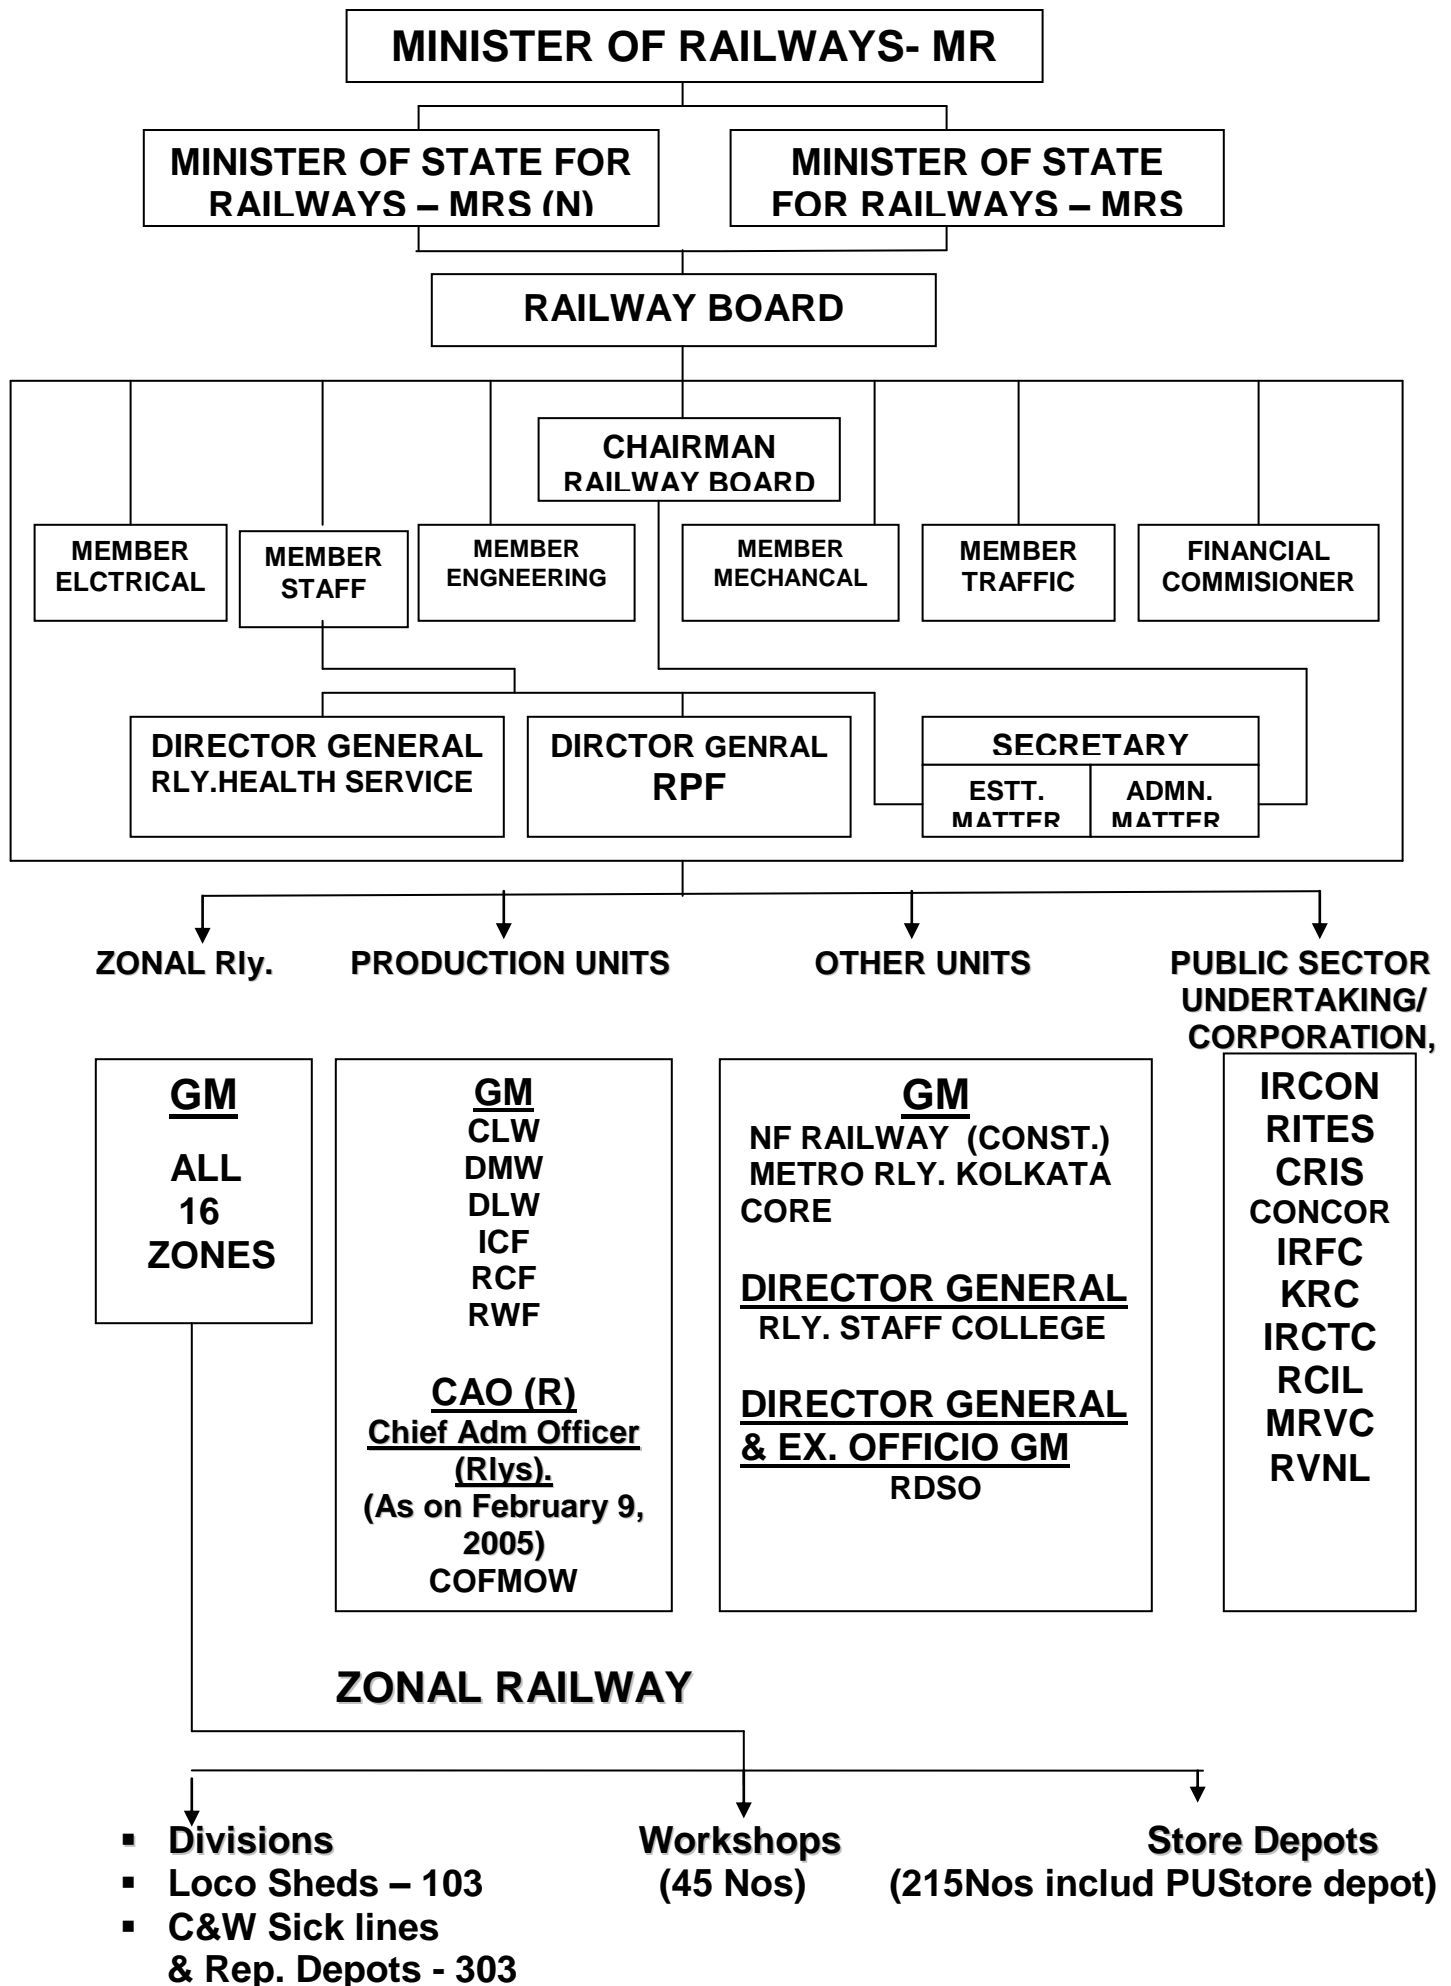 MINISTER OF RAILWAYS- MR
MINISTER OF STATE FOR
RAILWAYS – MRS (N)
MINISTER OF STATE
FOR RAILWAYS – MRS
RAILWAY BOARD
CHAIRMAN
RAILWAY BOARD
MEMBER
ELCTRICAL
MEMBER
STAFF
MEMBER
ENGNEERING
MEMBER
MECHANCAL
MEMBER
TRAFFIC
FINANCIAL
COMMISIONER
DIRECTOR GENERAL
RLY.HEALTH SERVICE
DIRCTOR GENRAL
RPF
SECRETARY
ESTT.
MATTER
ADMN.
MATTER
ZONAL Rly.
PRODUCTION UNITS
OTHER UNITS
PUBLIC SECTOR
UNDERTAKING/
CORPORATION,
GM
ALL
16
ZONES
GM
CLW
DMW
DLW
ICF
RCF
RWF
CAO (R)
Chief Adm Officer
(Rlys).
(As on February 9,
2005)
COFMOW
GM
NF RAILWAY (CONST.)
METRO RLY. KOLKATA
CORE
DIRECTOR GENERAL
RLY. STAFF COLLEGE
DIRECTOR GENERAL
& EX. OFFICIO GM
RDSO
IRCON
RITES
CRIS
CONCOR
IRFC
KRC
IRCTC
RCIL
MRVC
RVNL
ZONAL RAILWAY
▪ Divisions
▪ Loco Sheds – 103
▪ C&W Sick lines
& Rep. Depots - 303
Workshops
(45 Nos)
Store Depots
(215Nos includ PUStore depot)